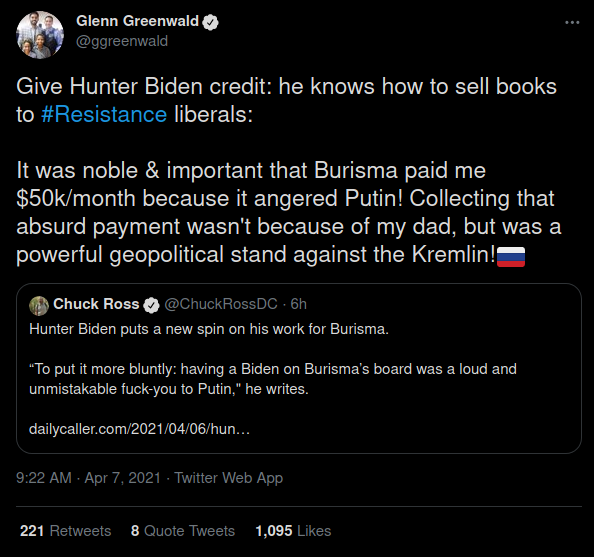 Glenn Greenwald
@ggreenwald
Give Hunter Biden credit: he knows how to sell books
to #Resistance liberals:
It was noble & important that Burisma paid me
$50k/month because it angered Putin! Collecting that
absurd payment wasn't because of my dad, but was a
powerful geopolitical stand against the Kremlin!🇷🇺
Chuck Ross @ChuckRossDC · 6h
Hunter Biden puts a new spin on his work for Burisma.
“To put it more bluntly: having a Biden on Burisma’s board was a loud and
unmistakable fuck-you to Putin," he writes.
dailycaller.com/2021/04/06/hun…
9:22 AM · Apr 7, 2021 · Twitter Web App
221 Retweets 8 Quote Tweets 1,095 Likes